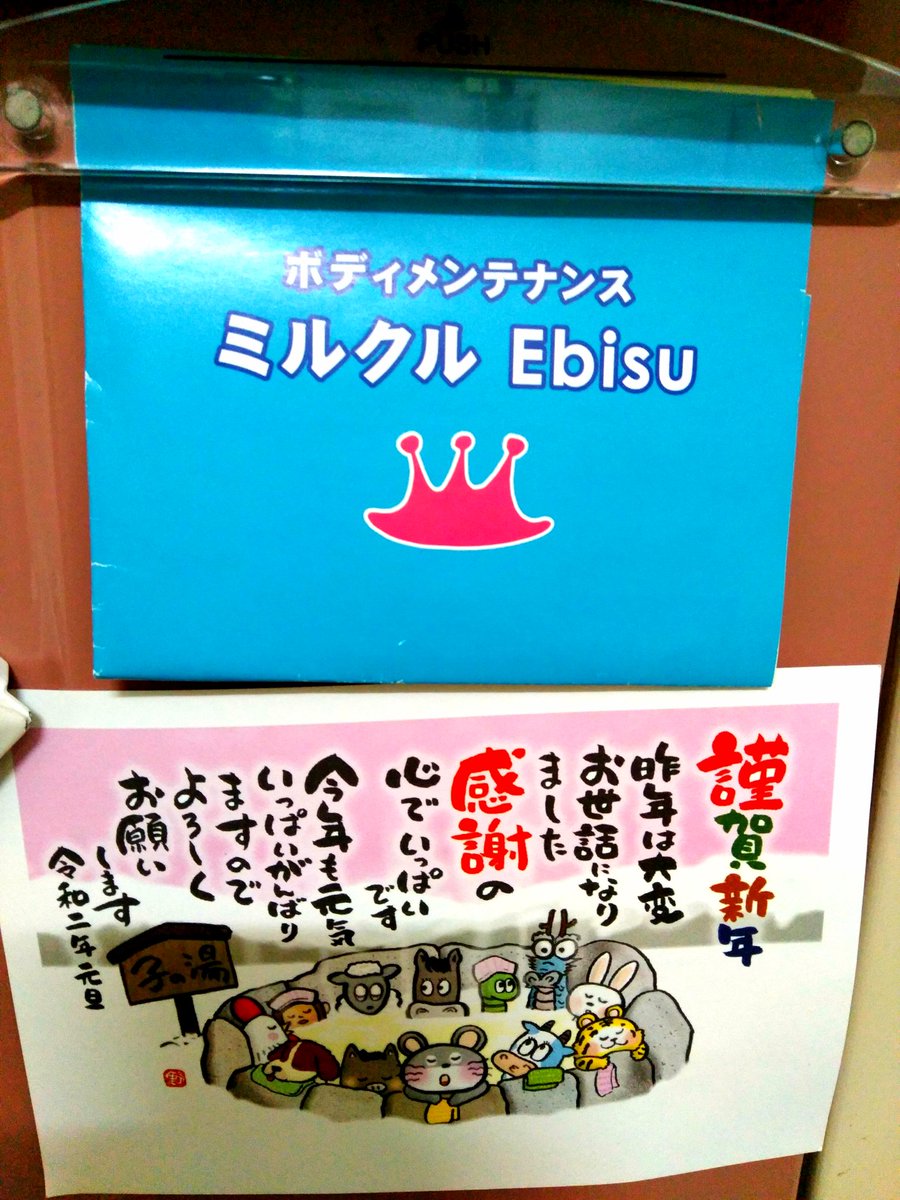 PUSH
ボディメンテナンス
ミルクル Ebisu
謹賀新年
昨年は大変
お世話になり
ました
感謝の
心でいっぱい
です
今年も元気
いっぱいがんばり
ますので
よろしく
お願い
します
令和二年元旦
子の湯